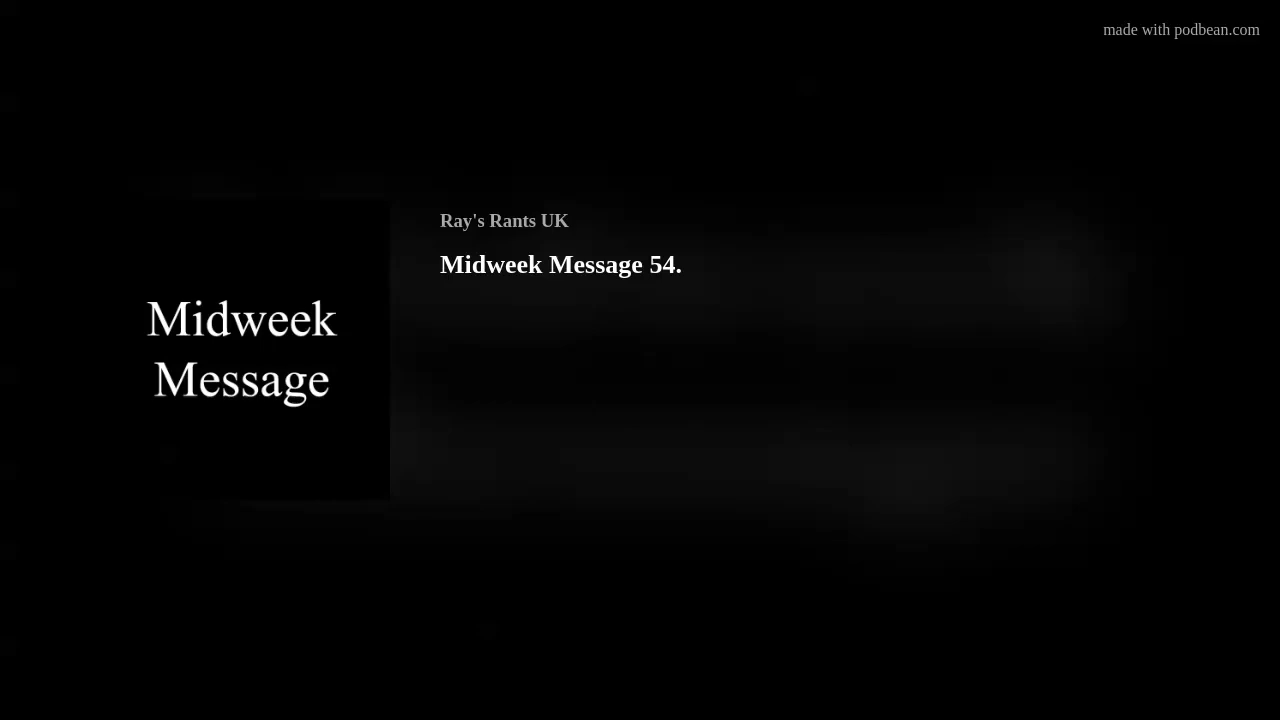 made with podbean.com
Ray's Rants UK
Midweek Message 54.
Midweek
Message